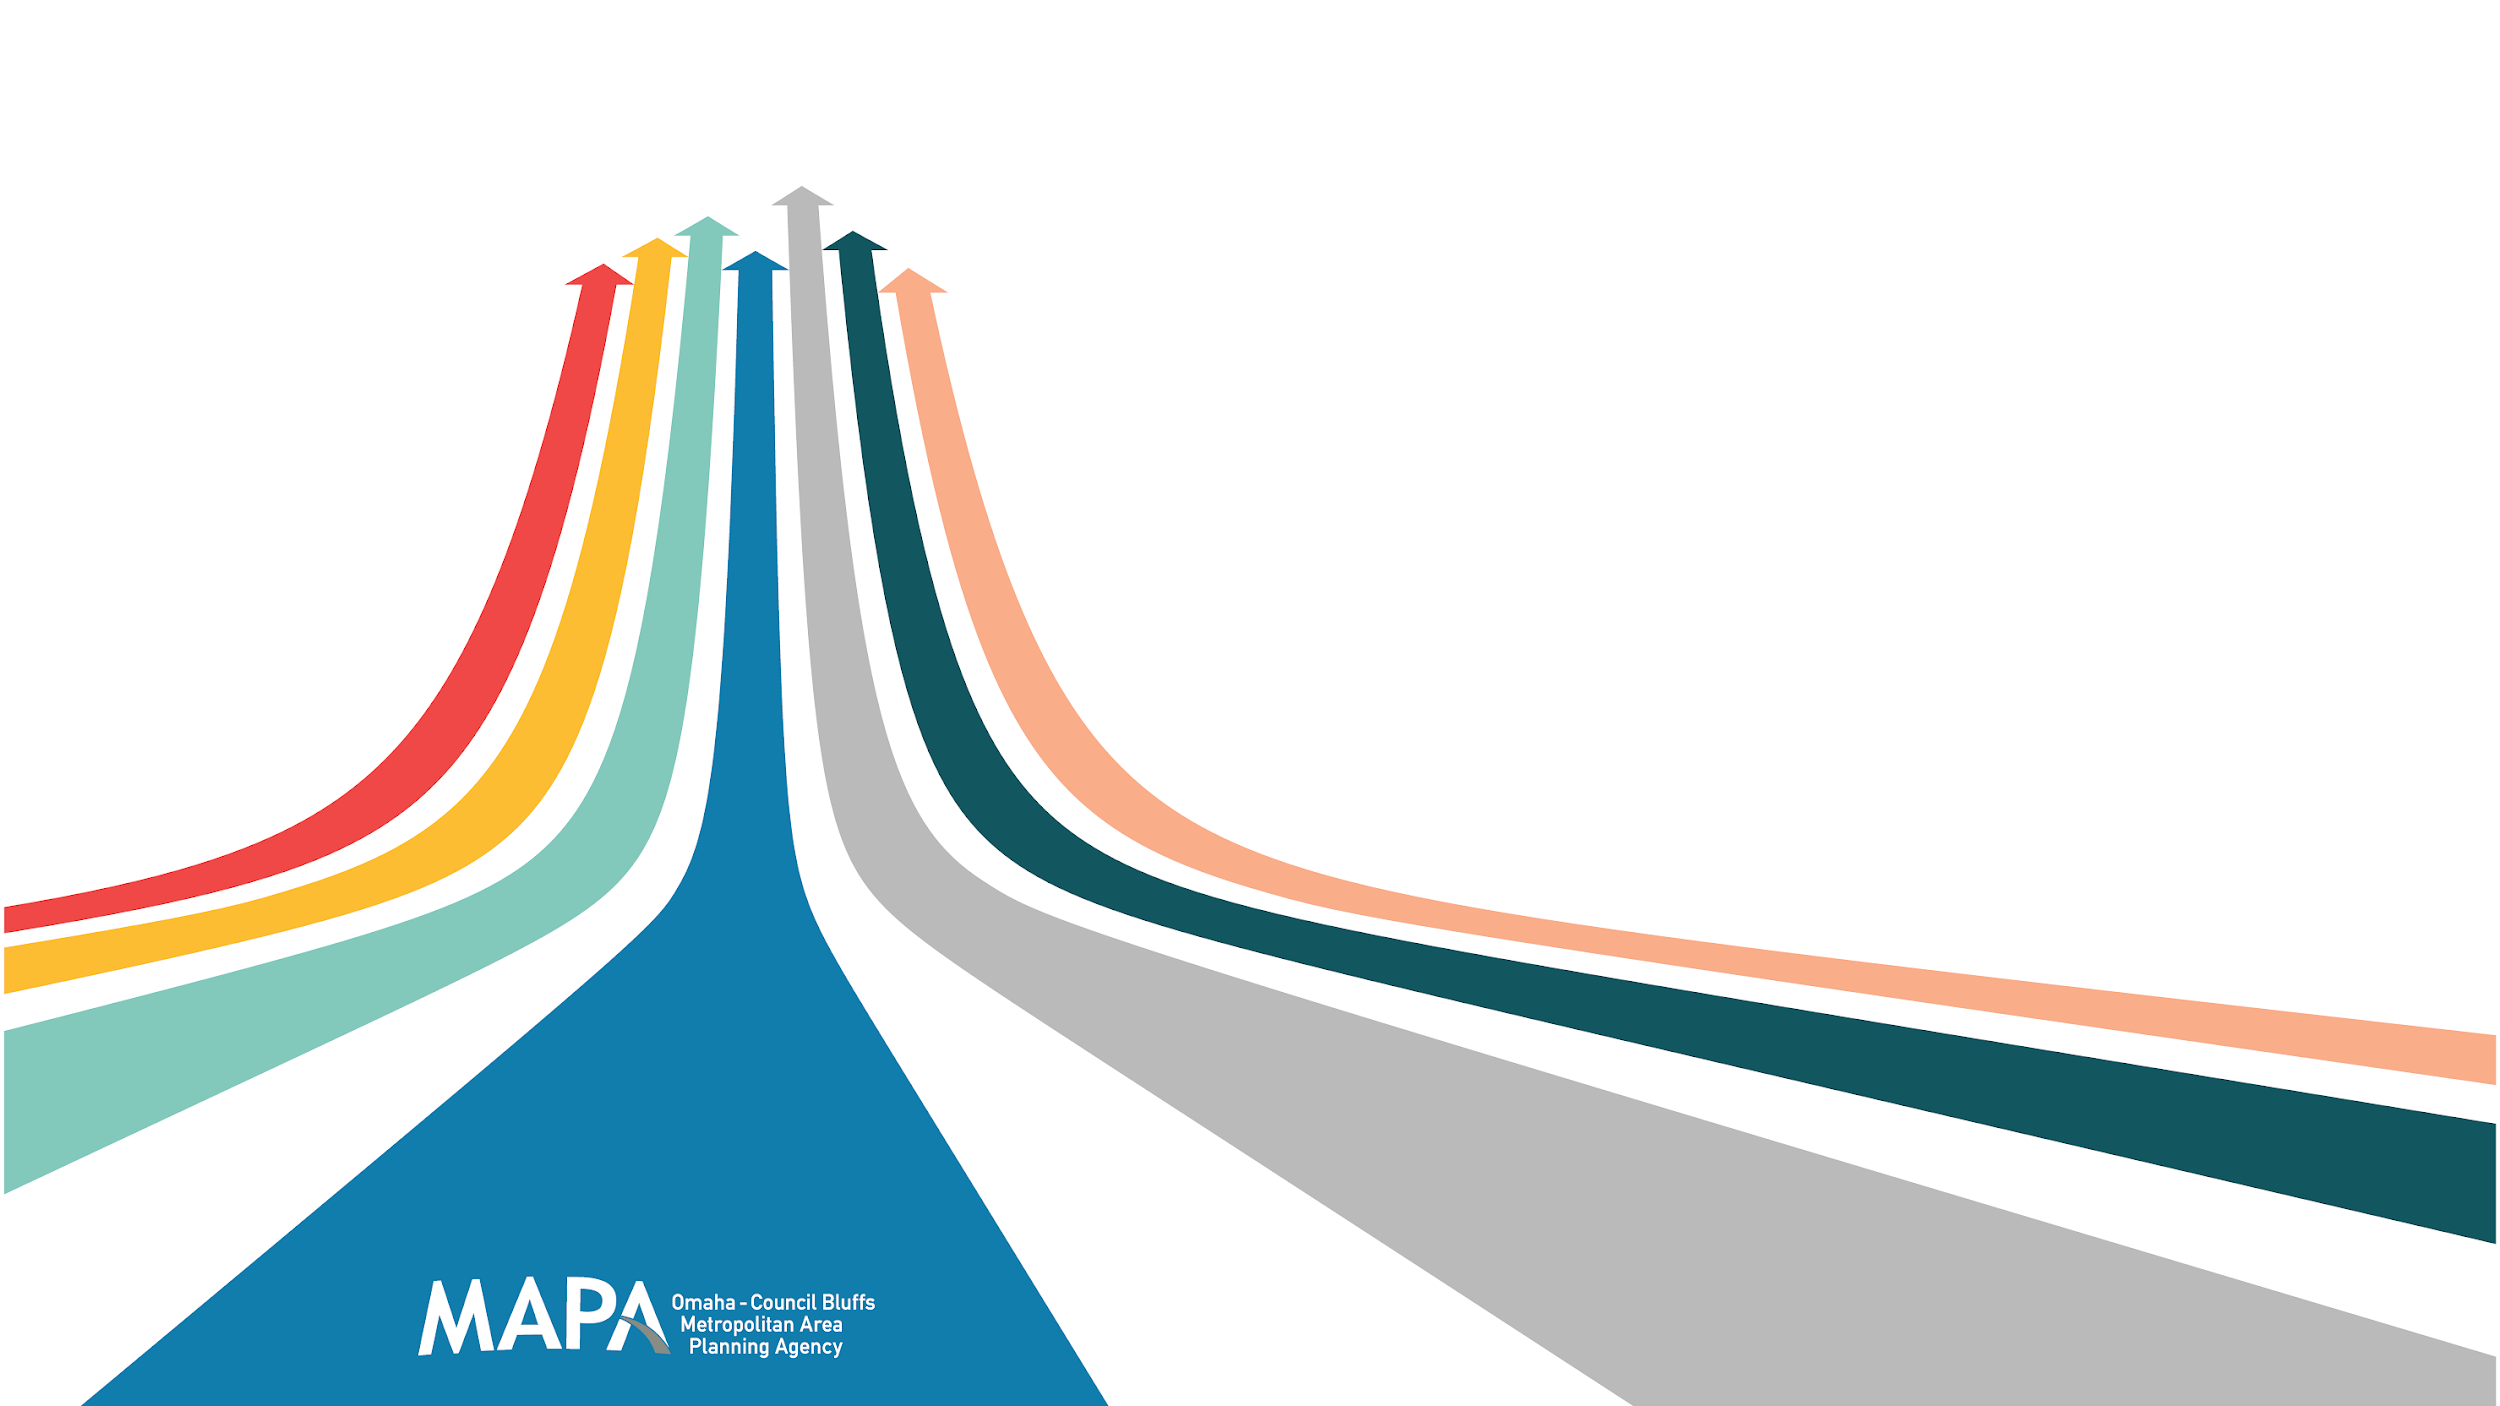 MAPA
Omaha - Council Bluffs
Metropolitan Area
Planning Agency